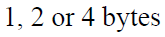 1, 2 or 4 bytes